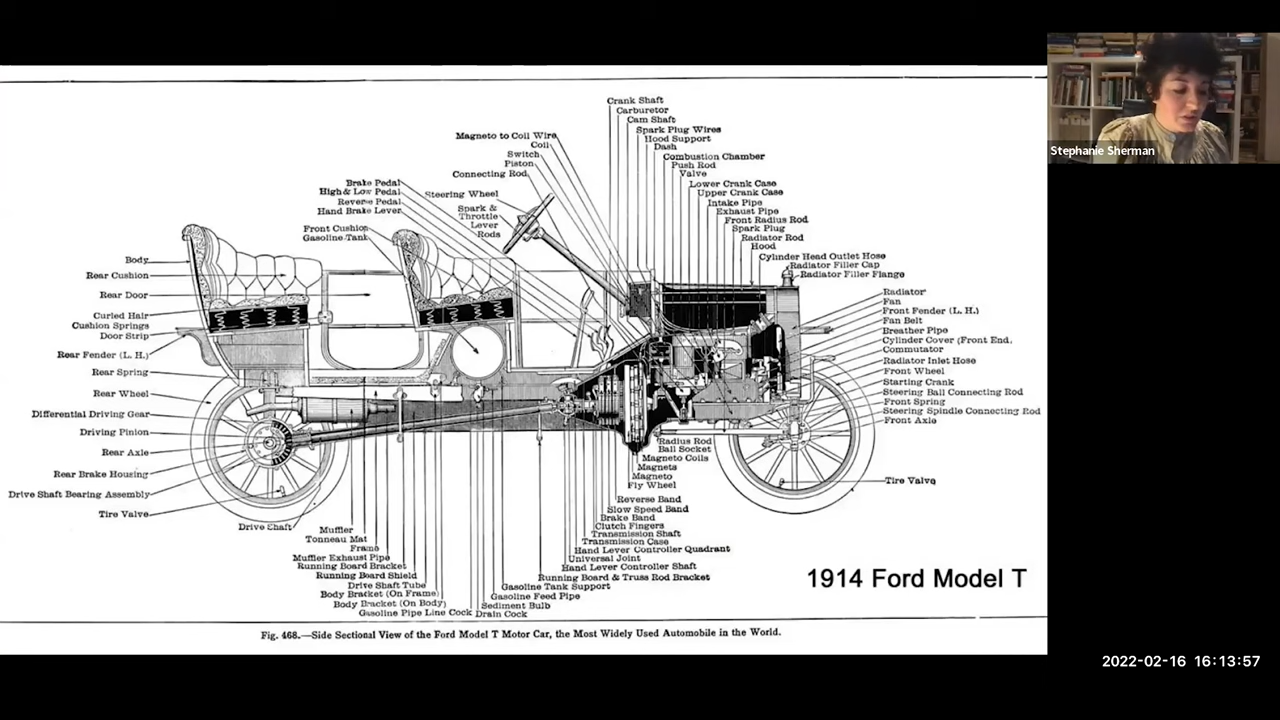 Crank Shaft
Carburetor
Cam Shaft
Spark Plug Wires
Hood Support
Dash
Combustion Chamber
Push Rod
Valve
Lower Crank Case
Upper Crank Case
Intake Pipe
Exhaust Pipe
Front Radius Rod
Spark Plug
Radiator Rod
Hood
Cylinder Head Outlet Hose
Radiator Filler Cap
Radiator Filler Flange
Magneto to Coil Wire
Coil
Switch
Piston
Connecting Rod
Steering Wheel
Spark &
Throttle
Lever
Rods
Brake Pedal
High & Low Pedal
Reverse Pedal
Hand Brake Lever
Front Cushion
Gasoline Tank
Body
Rear Cushion
Rear Door
Curled Hair
Cushion Springs
Door Strip
Rear Fender (L. H.)
Rear Spring
Rear Wheel
Differential Driving Gear
Driving Pinion
Rear Axle
Rear Brake Housing
Drive Shaft Bearing Assembly
Tire Valve
Drive Shaft
Radiator
Fan
Front Fender (L. H.)
Fan Belt
Breather Pipe
Cylinder Cover (Front End.
Commutator
Radiator Inlet Hose
Front Wheel
Starting Crank
Steering Ball Connecting Rod
Front Spring
Steering Spindle Connecting Rod
Front Axle
Tire Valve
Radius Rod
Ball Socket
Magneto Coils
Magnets
Magneto
Fly Wheel
Reverse Band
Slow Speed Band
Brake Band
Clutch Fingers
Transmission Shaft
Transmission Case
Hand Lever Controller Quadrant
Universal Joint
Hand Lever Controller Shaft
Running Board & Truss Rod Bracket
Gasoline Tank Support
Gasoline Feed Pipe
Sediment Bulb
Drain Cock
Muffler
Tonneau Mat
Frame
Muffler Exhaust Pipe
Running Board Bracket
Running Board Shield
Drive Shaft Tube
Body Bracket (On Frame)
Body Bracket (On Body)
Gasoline Pipe Line Cock
1914 Ford Model T
Fig. 468.—Side Sectional View of the Ford Model T Motor Car, the Most Widely Used Automobile in the World.
Stephanie Sherman
2022-02-16 16:13:57